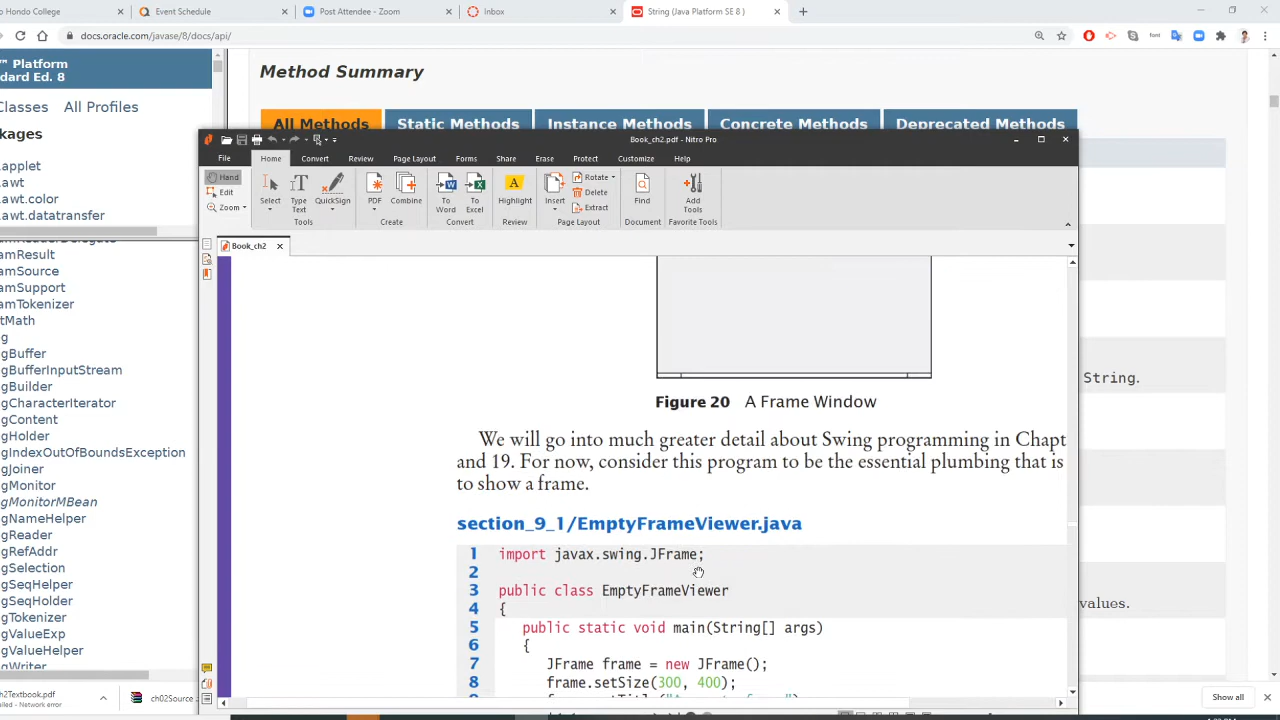 to Hondo College
Event Schedule
Post Attendee - Zoom
Inbox
String (Java Platform SE 8 )
docs.oracle.com/javase/8/docs/api/
™ Platform
dard Ed. 8
Classes All Profiles
kages
.applet
.awt
.awt.color
.awt.datatransfer
amResult
amSource
amSupport
amTokenizer
tMath
g
gBuffer
gBufferInputStream
gBuilder
gCharacterIterator
gContent
gHolder
gIndexOutOfBoundsException
gJoiner
gMonitor
gMonitorMBean
gNameHelper
gReader
gRefAddr
gSelection
gSeqHelper
gSeqHolder
gTokenizer
gValueExp
gValueHelper
gWriter
Method Summary
All Methods Static Methods Instance Methods Concrete Methods Deprecated Methods
String.
values.
Book_ch2.pdf - Nitro Pro
File Home Convert Review Page Layout Forms Share Erase Protect Customize Help
Hand
Edit
Zoom
Select
Type Text
QuickSign
Tools
PDF
Combine
Create
To Word
To Excel
Convert
Highlight
Review
Insert
Rotate
Delete
Extract
Page Layout
Find
Document
Add Tools
Favorite Tools
Book_ch2
Figure 20 A Frame Window
We will go into much greater detail about Swing programming in Chapt
and 19. For now, consider this program to be the essential plumbing that is
to show a frame.
section_9_1/EmptyFrameViewer.java
1 import javax.swing.JFrame;
2
3 public class EmptyFrameViewer
4 {
5 public static void main(String[] args)
6 {
7 JFrame frame = new JFrame();
8 frame.setSize(300, 400);
h2Textbook.pdf
led - Network error
ch02Source
Show all